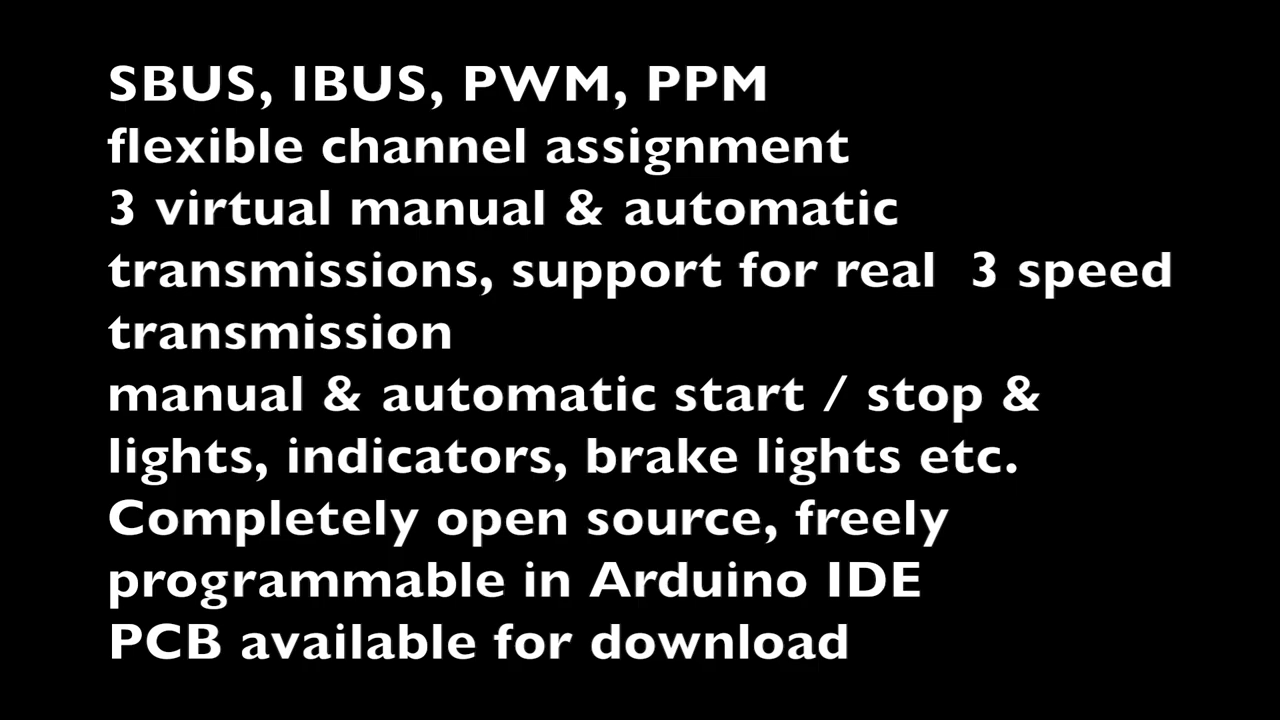 SBUS, IBUS, PWM, PPM
flexible channel assignment
3 virtual manual & automatic
transmissions, support for real  3 speed
transmission
manual & automatic start / stop &
lights, indicators, brake lights etc.
Completely open source, freely
programmable in Arduino IDE
PCB available for download